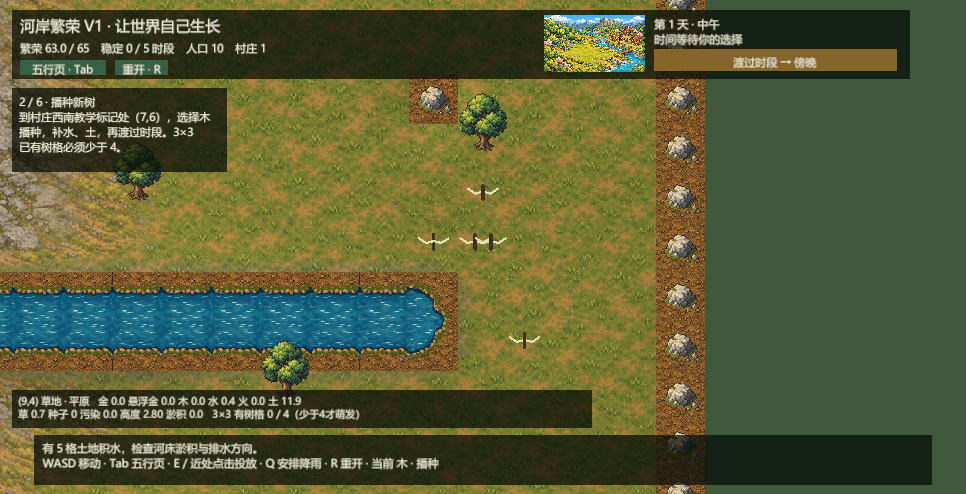 河岸繁荣 V1 · 让世界自己生长
繁荣 63.0 / 65 稳定 0 / 5 时段 人口 10 村庄 1
五行页 · Tab 重开 · R
第 1 天 · 中午
时间等待你的选择
渡过时段 → 傍晚
2 / 6 · 播种新树
到村庄西南教学标记处（7,6），选择木
播种，补水、土，再渡过时段。3×3
已有树格必须少于 4。
(9,4) 草地 · 平原 金 0.0 悬浮金 0.0 木 0.0 水 0.4 火 0.0 土 11.9
草 0.7 种子 0 污染 0.0 高度 2.80 淤积 0.0 3×3 有树格 0 / 4（少于4才萌发）
有 5 格土地积水，检查河床淤积与排水方向。
WASD 移动 · Tab 五行页 · E / 近处点击投放 · Q 安排降雨 · R 重开 · 当前 木 · 播种